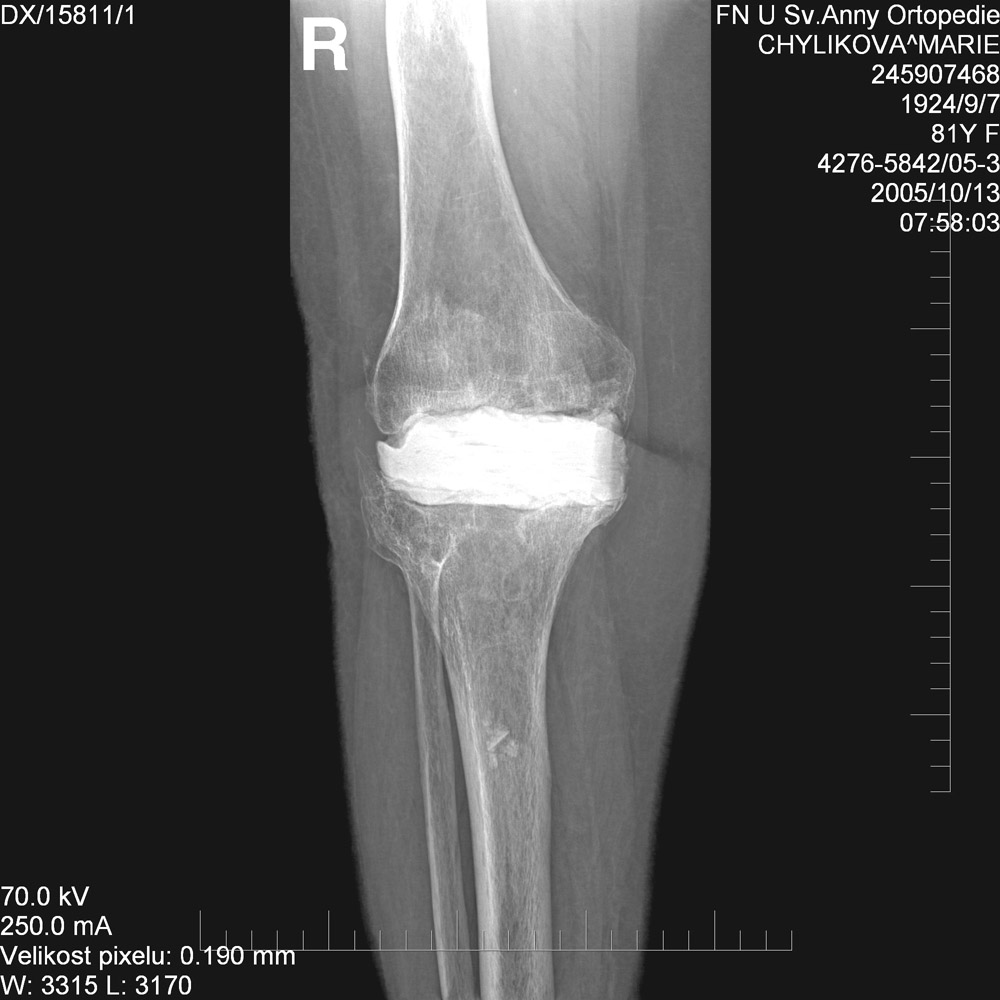 DX/15811/1
R
FN U Sv.Anny Ortopedie
CHYLIKOVA^MARIE
245907468
1924/9/7
81Y F
4276-5842/05-3
2005/10/13
07:58:03
70.0 kV
250.0 mA
Velikost pixelu: 0.190 mm
W: 3315 L: 3170